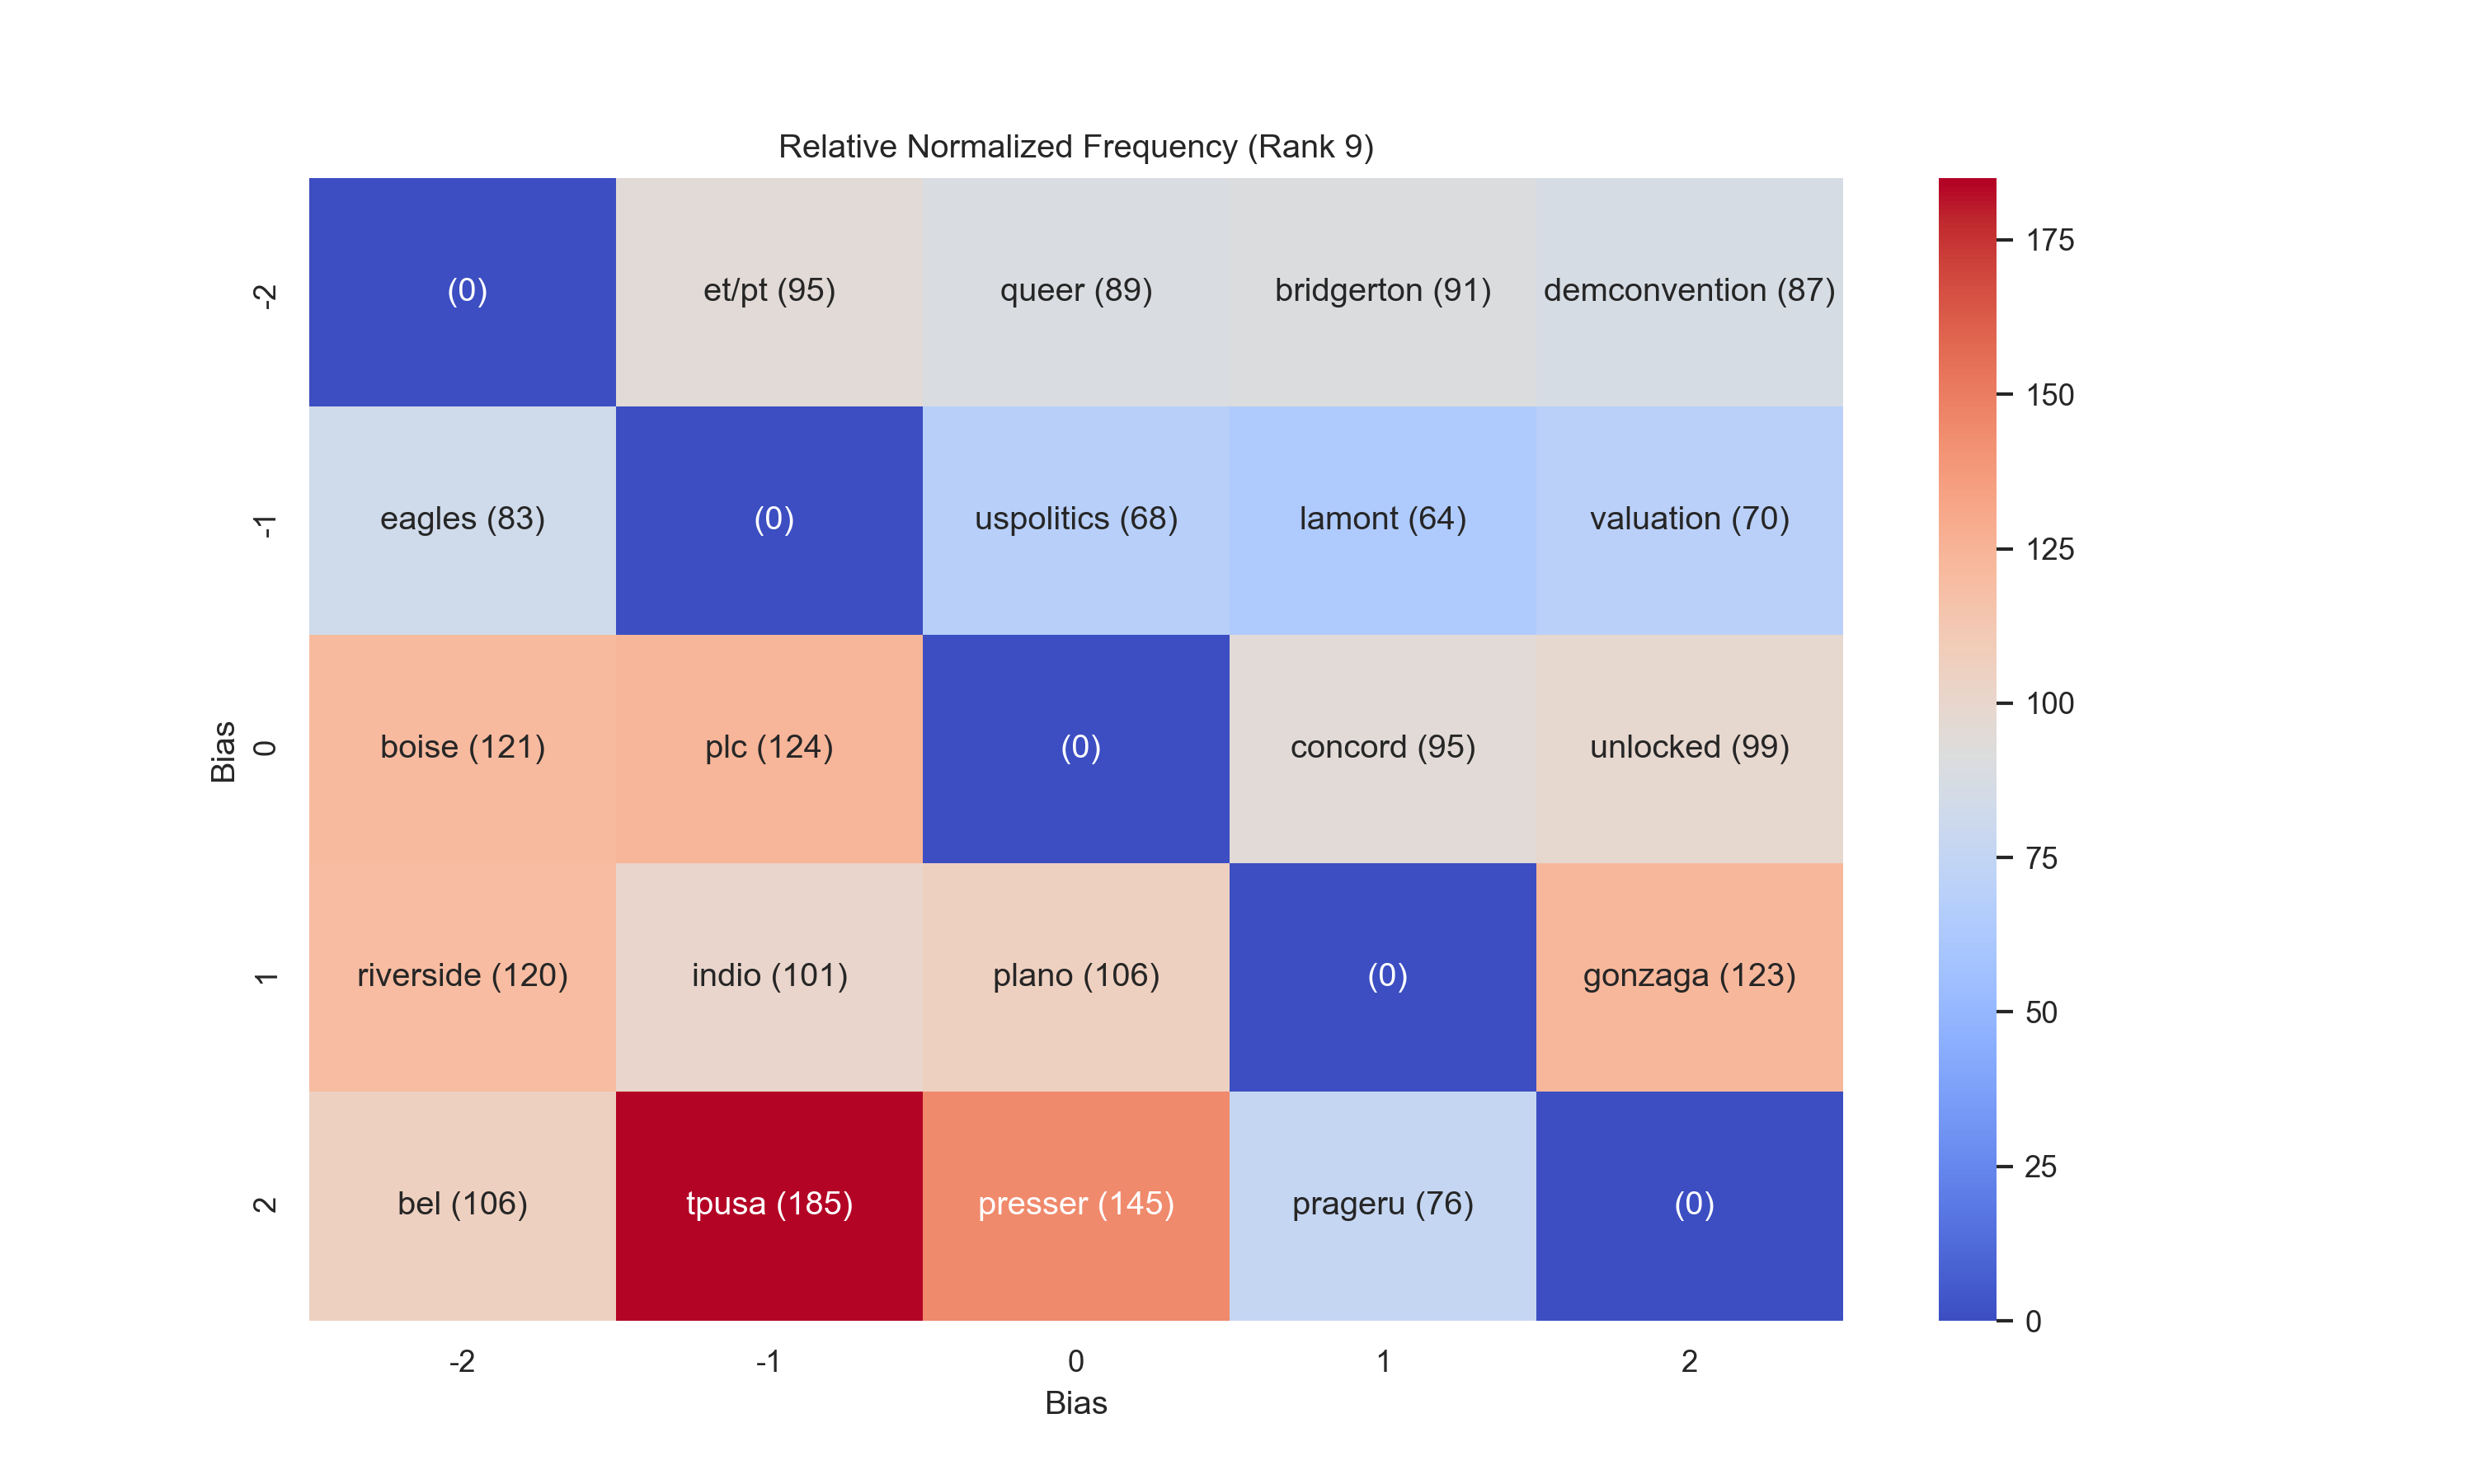 Relative Normalized Frequency (Rank 9)
-2 (0) et/pt (95) queer (89) bridgerton (91) demconvention (87)
-1 eagles (83) (0) uspolitics (68) lamont (64) valuation (70)
Bias
0 boise (121) plc (124) (0) concord (95) unlocked (99)
1 riverside (120) indio (101) plano (106) (0) gonzaga (123)
2 bel (106) tpusa (185) presser (145) prageru (76) (0)
-2 -1 0 1 2
Bias
175
150
125
100
75
50
25
0